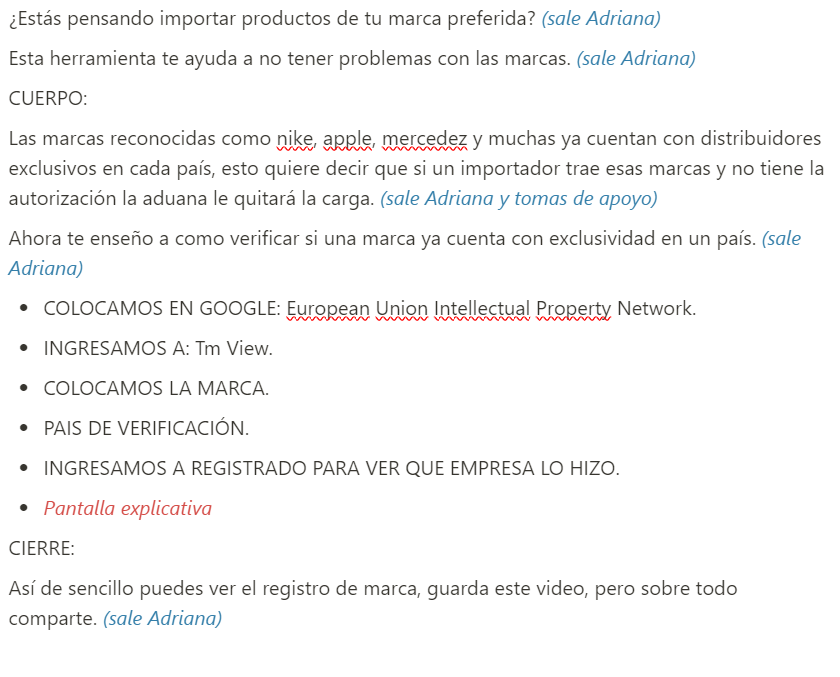 ¿Estás pensando importar productos de tu marca preferida? (sale Adriana)
Esta herramienta te ayuda a no tener problemas con las marcas. (sale Adriana)
CUERPO:
Las marcas reconocidas como nike, apple, mercedez y muchas ya cuentan con distribuidores
exclusivos en cada país, esto quiere decir que si un importador trae esas marcas y no tiene la
autorización la aduana le quitará la carga. (sale Adriana y tomas de apoyo)
Ahora te enseño a como verificar si una marca ya cuenta con exclusividad en un país. (sale
Adriana)
• COLOCAMOS EN GOOGLE: European Union Intellectual Property Network.
• INGRESAMOS A: Tm View.
• COLOCAMOS LA MARCA.
• PAIS DE VERIFICACIÓN.
• INGRESAMOS A REGISTRADO PARA VER QUE EMPRESA LO HIZO.
• Pantalla explicativa
CIERRE:
Así de sencillo puedes ver el registro de marca, guarda este video, pero sobre todo
comparte. (sale Adriana)